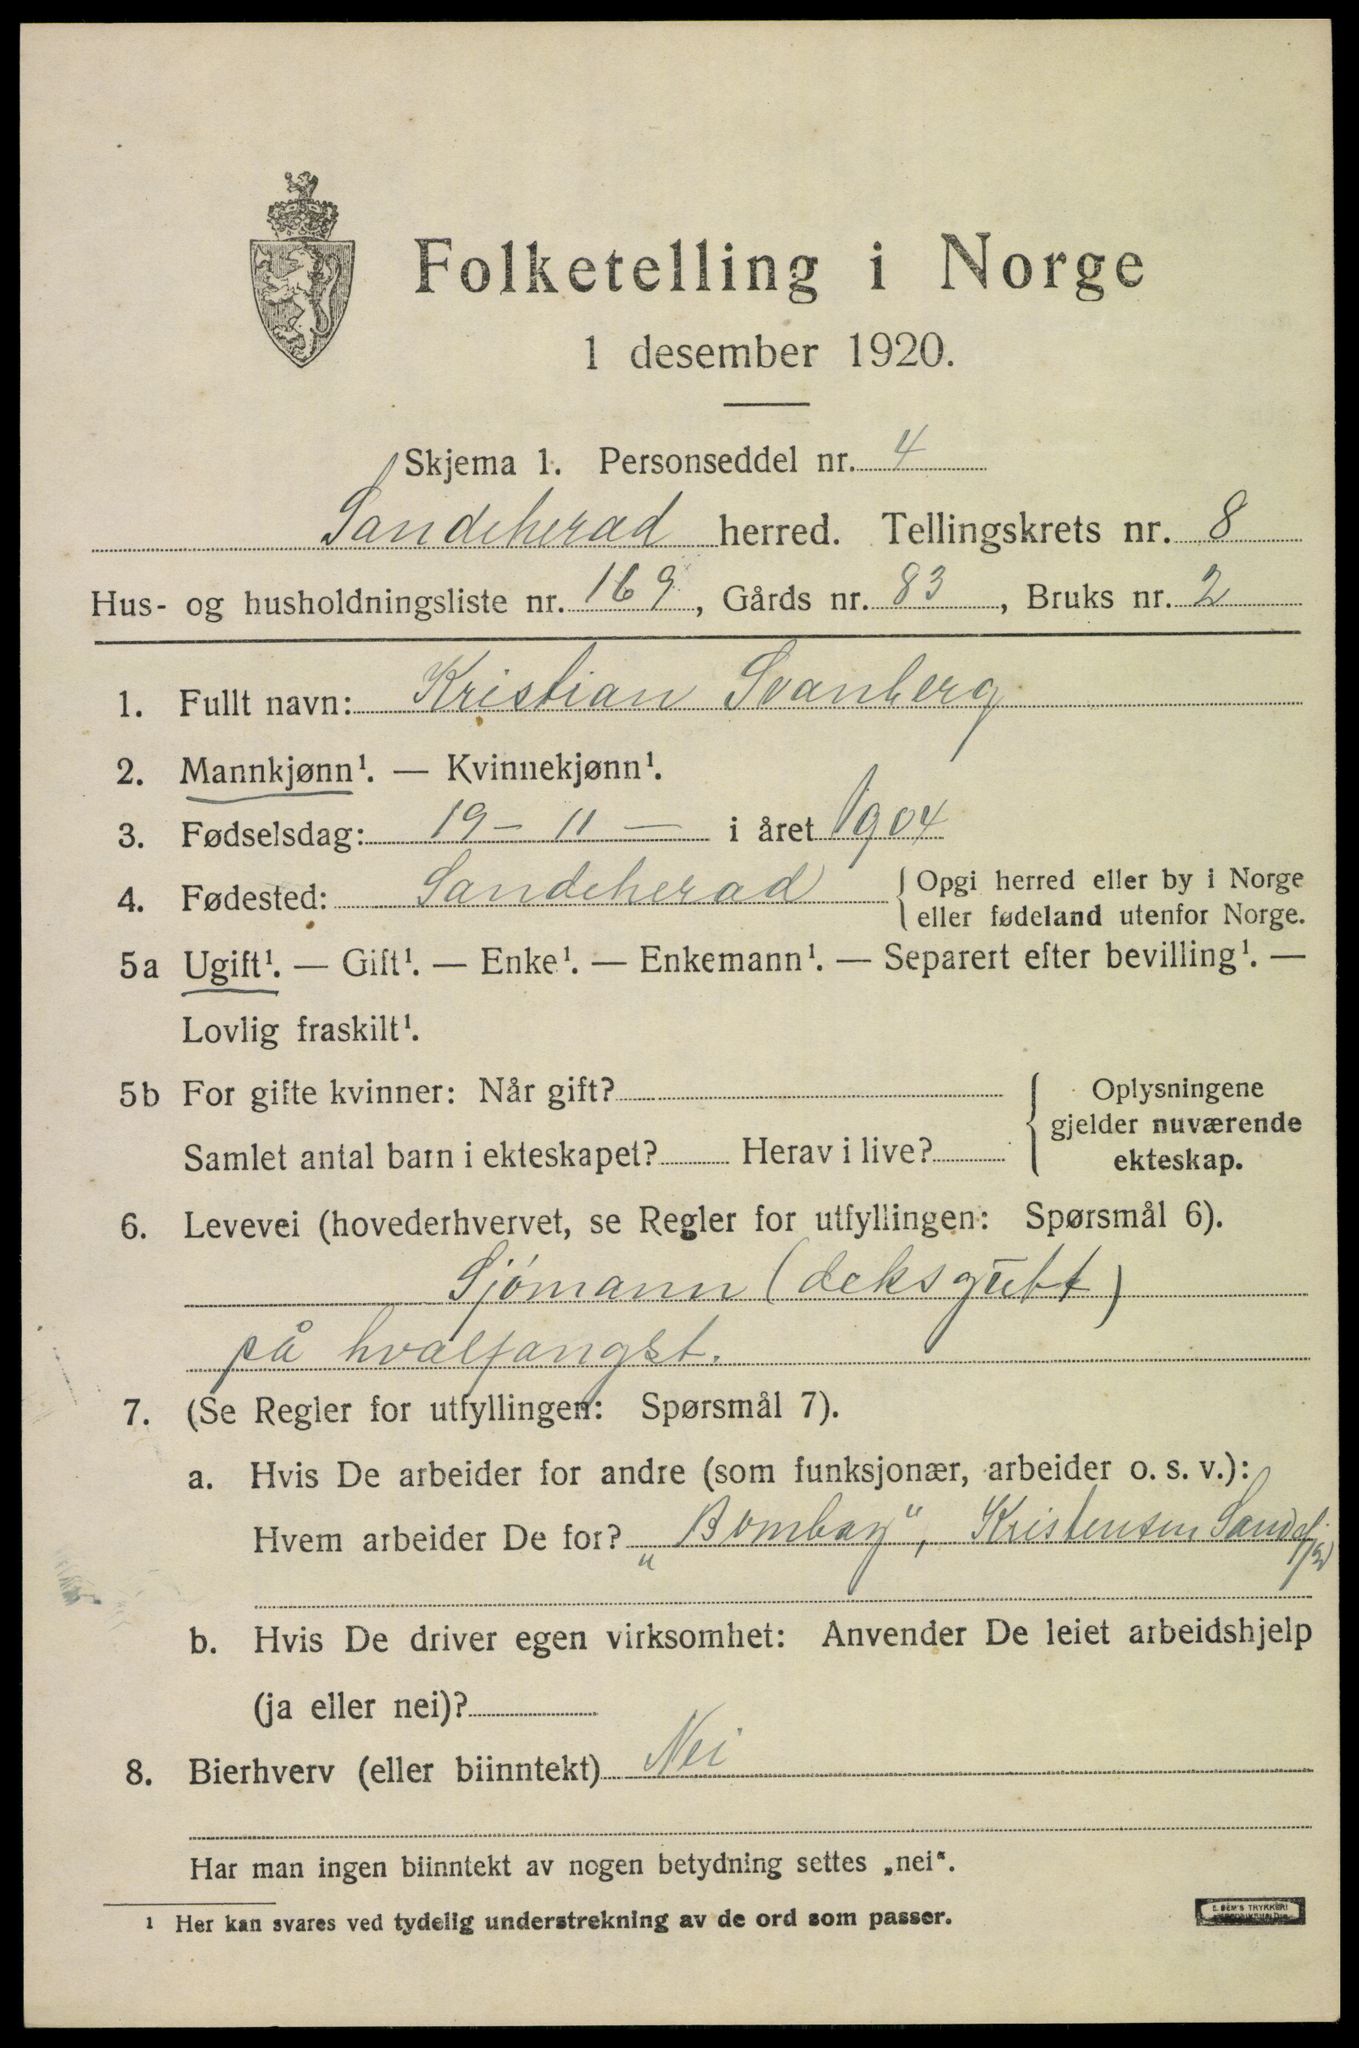 Folketelling i Norge
1 desember 1920.
Skjema 1. Personseddel nr. 4
Sandeherad herred. Tellingskrets nr. 8
Hus- og husholdningsliste nr. 169, Gårds nr. 83, Bruks nr. 2
1. Fullt navn: Kristian Svanberg
2. Mannkjønn¹. — Kvinnekjønn¹.
3. Fødselsdag: 19 – 11 — i året 1904
4. Fødested: Sandeherad { Opgi herred eller by i Norge
eller fødeland utenfor Norge.
5a Ugift¹. — Gift¹. — Enke¹. — Enkemann¹. — Separert efter bevilling¹. —
Lovlig fraskilt¹.
5b For gifte kvinner: Når gift? { Oplysningene
gjelder nuværende
Samlet antal barn i ekteskapet? Herav i live? ekteskap.
6. Levevei (hovederhvervet, se Regler for utfyllingen: Spørsmål 6).
Sjømann (deksgutt)
på hvalfangst.
7. (Se Regler for utfyllingen: Spørsmål 7).
a. Hvis De arbeider for andre (som funksjonær, arbeider o. s. v.):
Hvem arbeider De for? „Bombay", Kristensen Sandefj.
b. Hvis De driver egen virksomhet: Anvender De leiet arbeidshjelp
(ja eller nei)?
8. Bierhverv (eller biinntekt) Nei
Har man ingen biinntekt av nogen betydning settes „nei".
¹ Her kan svares ved tydelig understrekning av de ord som passer.